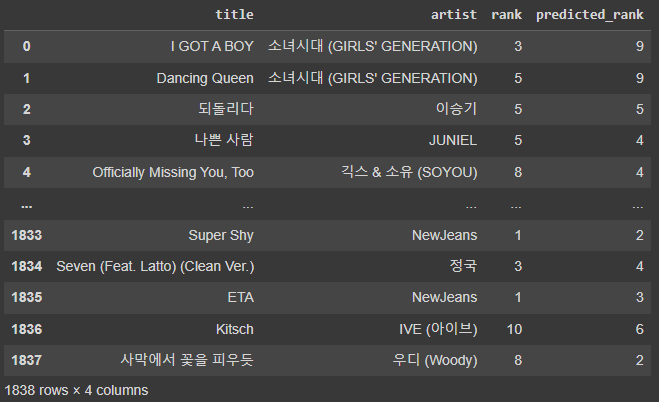 title artist rank predicted_rank
0 I GOT A BOY 소녀시대 (GIRLS' GENERATION) 3 9
1 Dancing Queen 소녀시대 (GIRLS' GENERATION) 5 9
2 되돌리다 이승기 5 5
3 나쁜 사람 JUNIEL 5 4
4 Officially Missing You, Too 긱스 & 소유 (SOYOU) 8 4
... ... ... ... ...
1833 Super Shy NewJeans 1 2
1834 Seven (Feat. Latto) (Clean Ver.) 정국 3 4
1835 ETA NewJeans 1 3
1836 Kitsch IVE (아이브) 10 6
1837 사막에서 꽃을 피우듯 우디 (Woody) 8 2
1838 rows × 4 columns